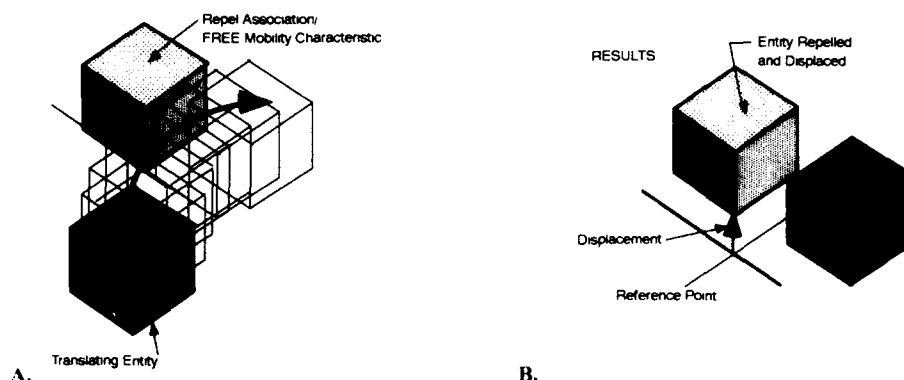 Repel Association/
FREE Mobility Characteristic
Translating Entity
A.
RESULTS
Entity Repelled
and Displaced
Displacement
Reference Point
B.